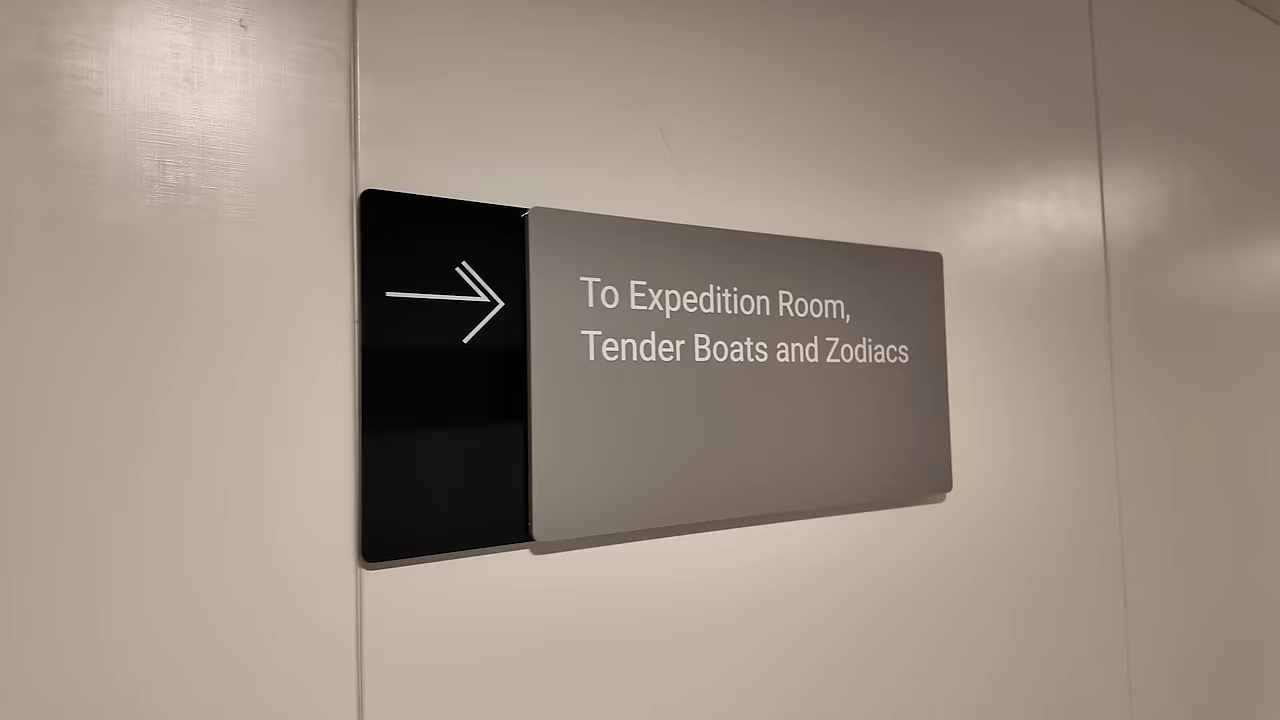 To Expedition Room,
Tender Boats and Zodiacs